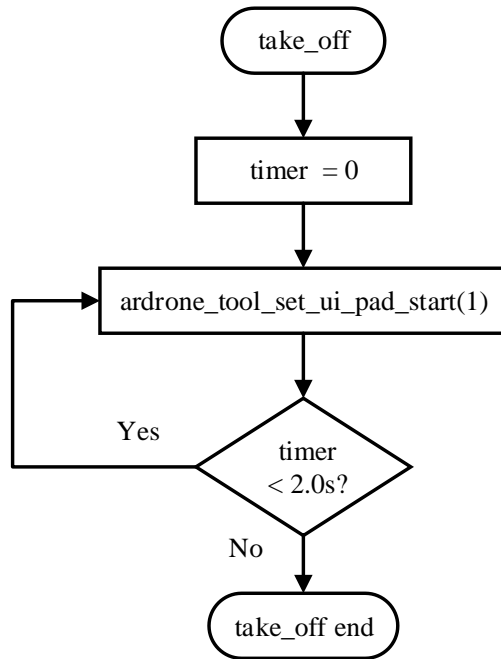 take_off
timer = 0
ardrone_tool_set_ui_pad_start(1)
Yes
timer
< 2.0s?
No
take_off end